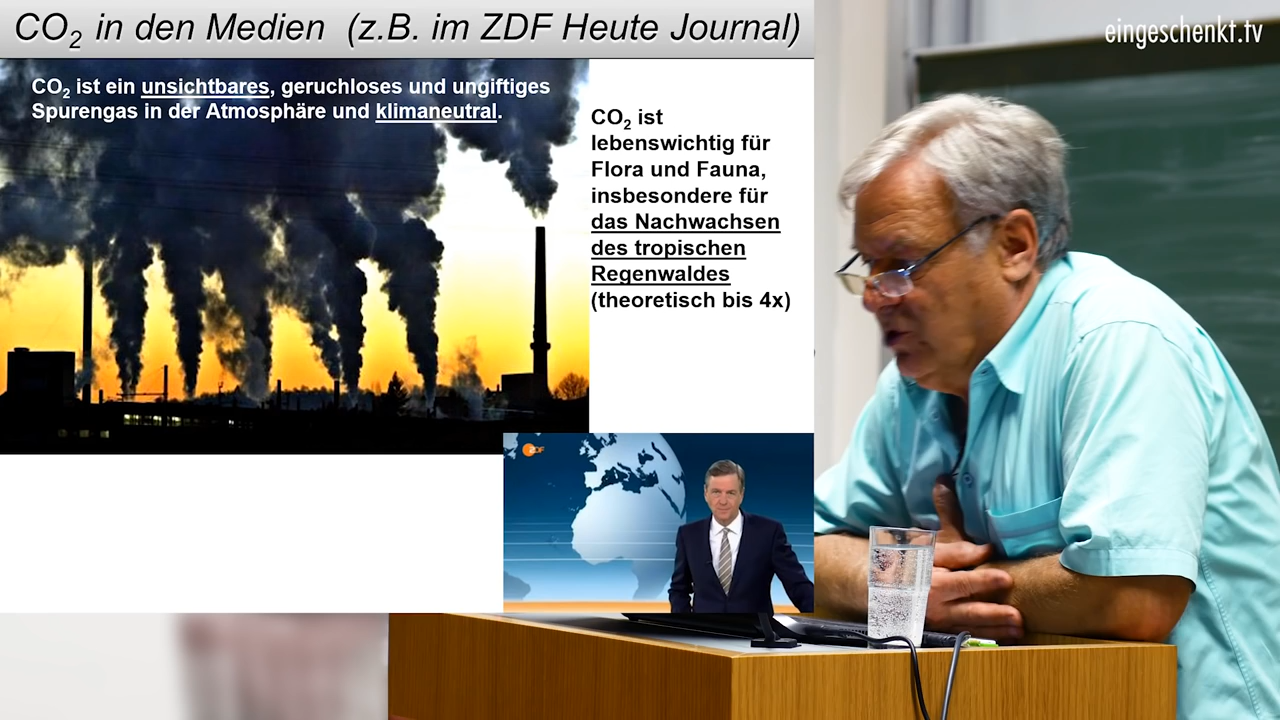 CO₂ in den Medien (z.B. im ZDF Heute Journal)
eingeschenkt.tv
CO₂ ist ein unsichtbares, geruchloses und ungiftiges
Spurengas in der Atmosphäre und klimaneutral.
CO₂ ist
lebenswichtig für
Flora und Fauna,
insbesondere für
das Nachwachsen
des tropischen
Regenwaldes
(theoretisch bis 4x)
ZDF